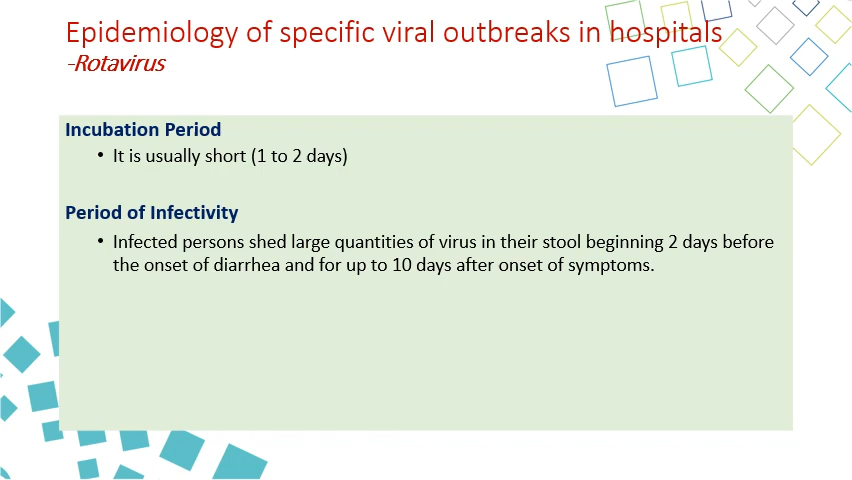 Epidemiology of specific viral outbreaks in hospitals
-Rotavirus
Incubation Period
• It is usually short (1 to 2 days)
Period of Infectivity
• Infected persons shed large quantities of virus in their stool beginning 2 days before
the onset of diarrhea and for up to 10 days after onset of symptoms.